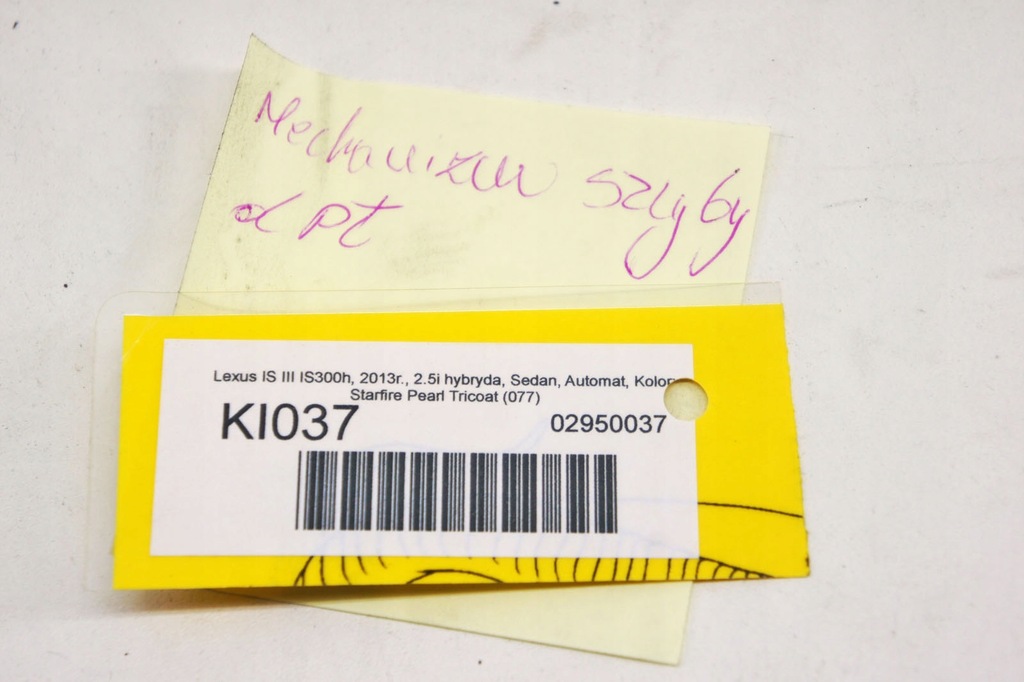 Mechanizm szyby
d pt
Lexus IS III IS300h, 2013r., 2.5i hybryda, Sedan, Automat, Kolor
Starfire Pearl Tricoat (077)
KI037
02950037